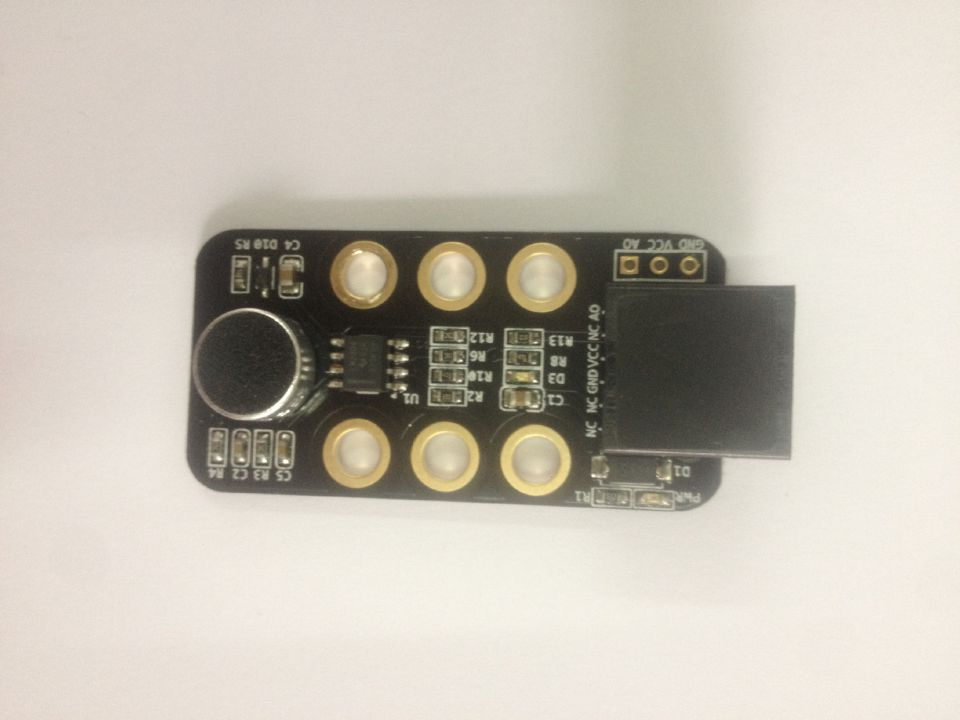 GND VCC AO
R5 D10 C4
NC NC GND VCC NC AO
R12
R6
R10
R2
R13
R8
D3
C1
U1
R4 C2 R3 C5
D1
R1
PWR